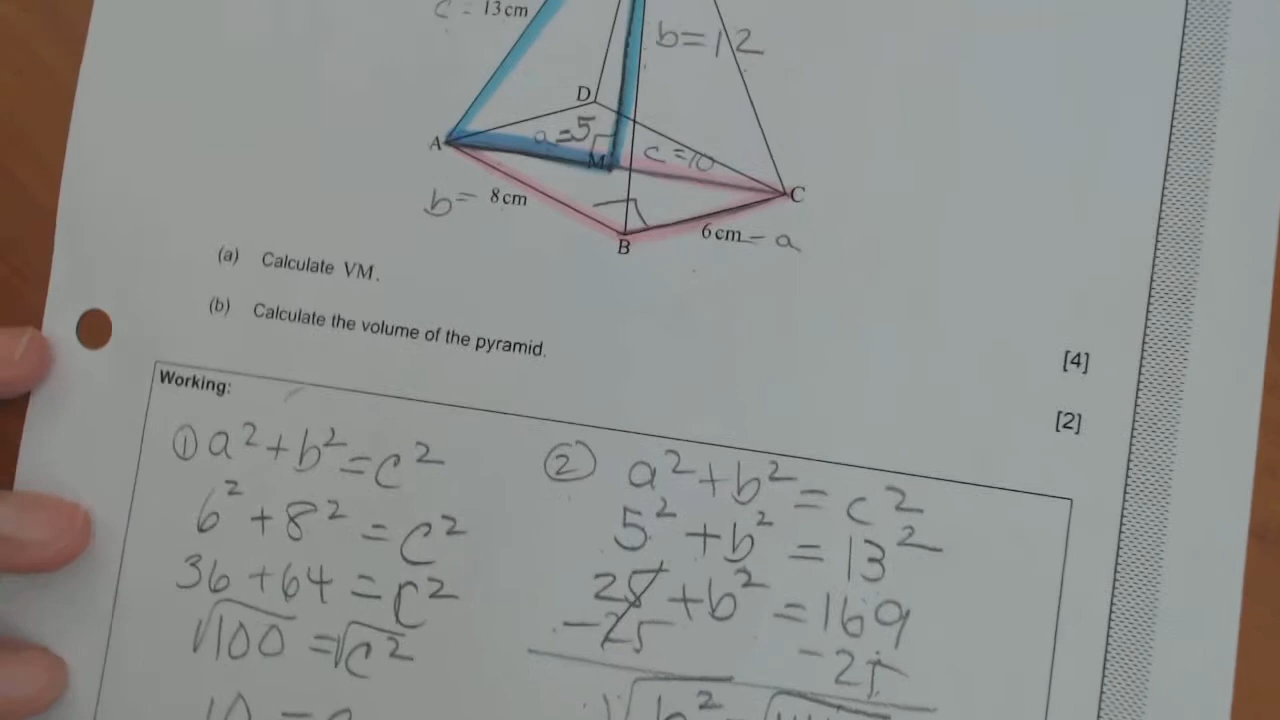 c = 13cm
b=12
D
A
a=5
M
c=10
C
b= 8cm
6cm - a
B
(a) Calculate VM.
(b) Calculate the volume of the pyramid.
[4]
[2]
Working:
① a²+b²=c²
6²+8²=c²
36+64=c²
√100=√c²
10=c
② a²+b²=c²
5²+b²=13²
25+b²=169
-25 -25
√b²